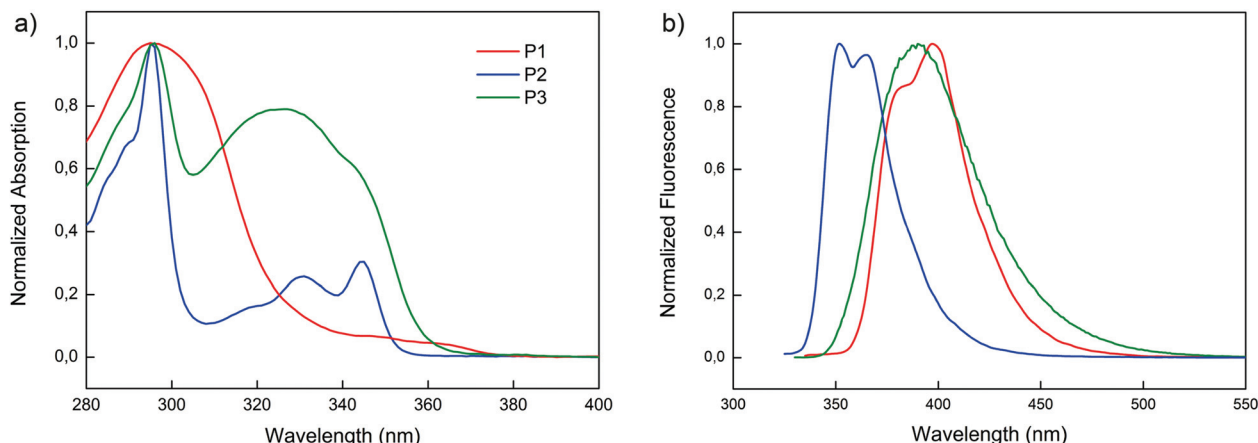 a)
Normalized Absorption
1,0
0,8
0,6
0,4
0,2
0,0
P1
P2
P3
280 300 320 340 360 380 400
Wavelength (nm)
b)
Normalized Fluorescence
1,0
0,8
0,6
0,4
0,2
0,0
300 350 400 450 500 550
Wavelength (nm)